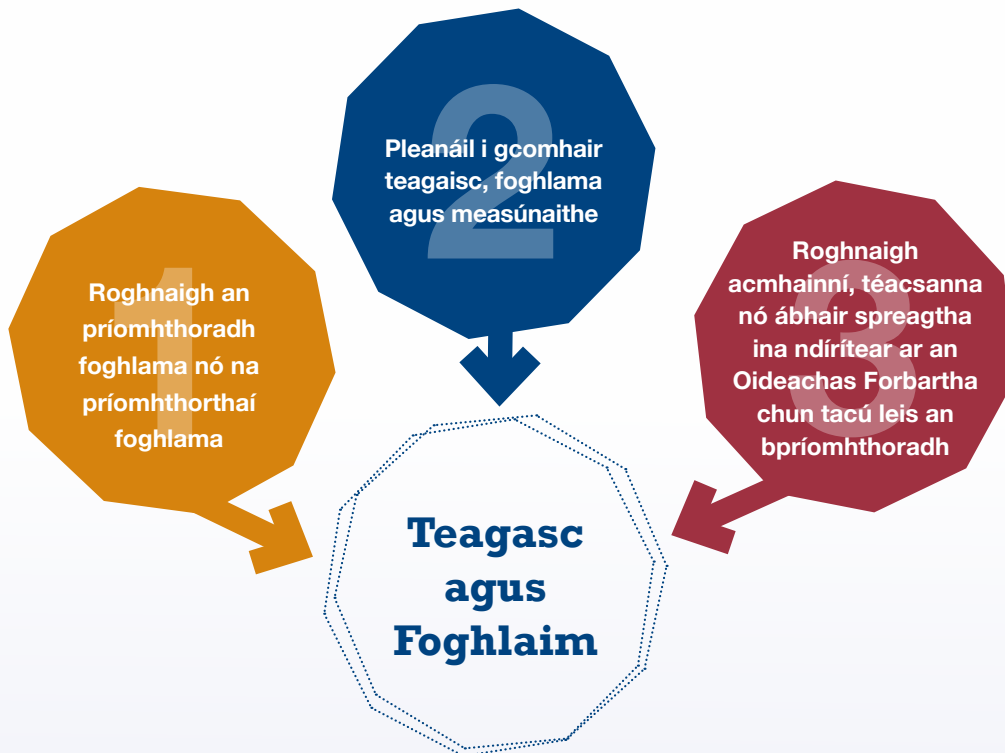 1
Roghnaigh an
príomhthoradh
foghlama nó na
príomhthorthaí
foghlama
2
Pleanáil i gcomhair
teagaisc, foghlama
agus measúnaithe
3
Roghnaigh
acmhainní, téacsanna
nó ábhair spreagtha
ina ndírítear ar an
Oideachas Forbartha
chun tacú leis an
bpríomhthoradh
Teagasc
agus
Foghlaim